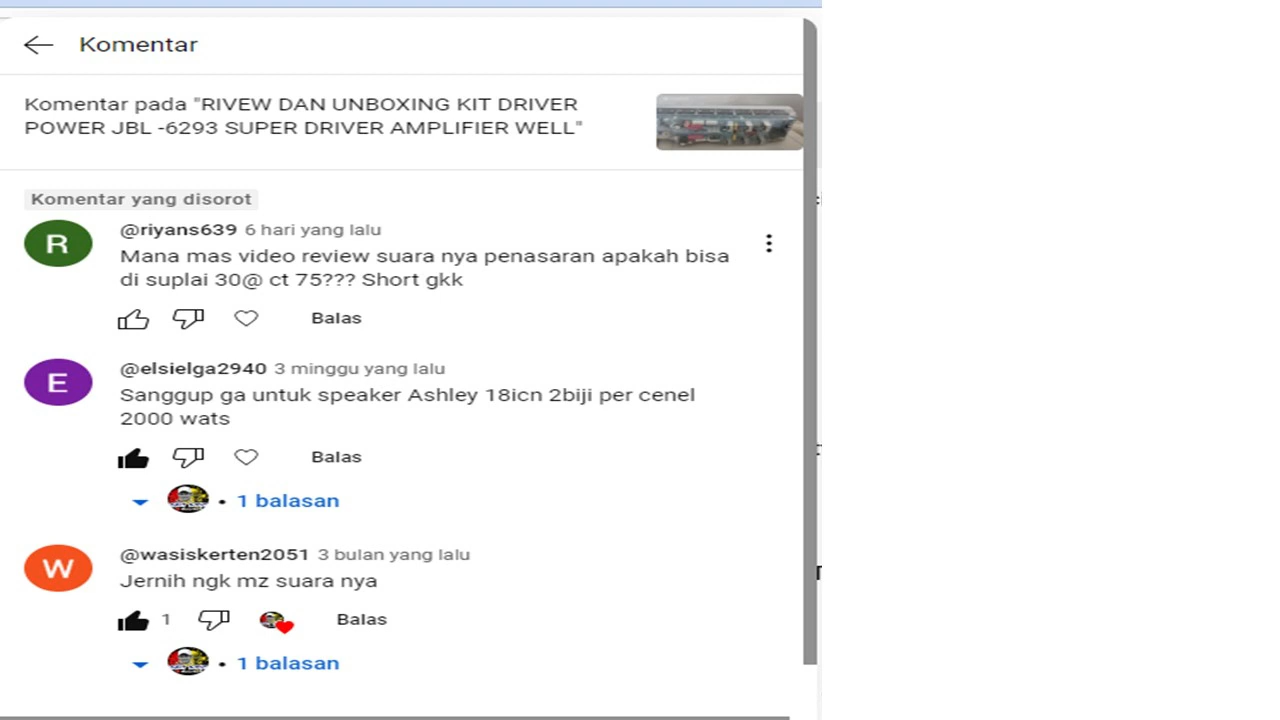 Komentar
Komentar pada "RIVEW DAN UNBOXING KIT DRIVER
POWER JBL -6293 SUPER DRIVER AMPLIFIER WELL"
Komentar yang disorot
R
@riyans639 6 hari yang lalu
Mana mas video review suara nya penasaran apakah bisa
di suplai 30@ ct 75??? Short gkk
Balas
E
@elsielga2940 3 minggu yang lalu
Sanggup ga untuk speaker Ashley 18icn 2biji per cenel
2000 wats
Balas
• 1 balasan
W
@wasiskerten2051 3 bulan yang lalu
Jernih ngk mz suara nya
1 Balas
• 1 balasan